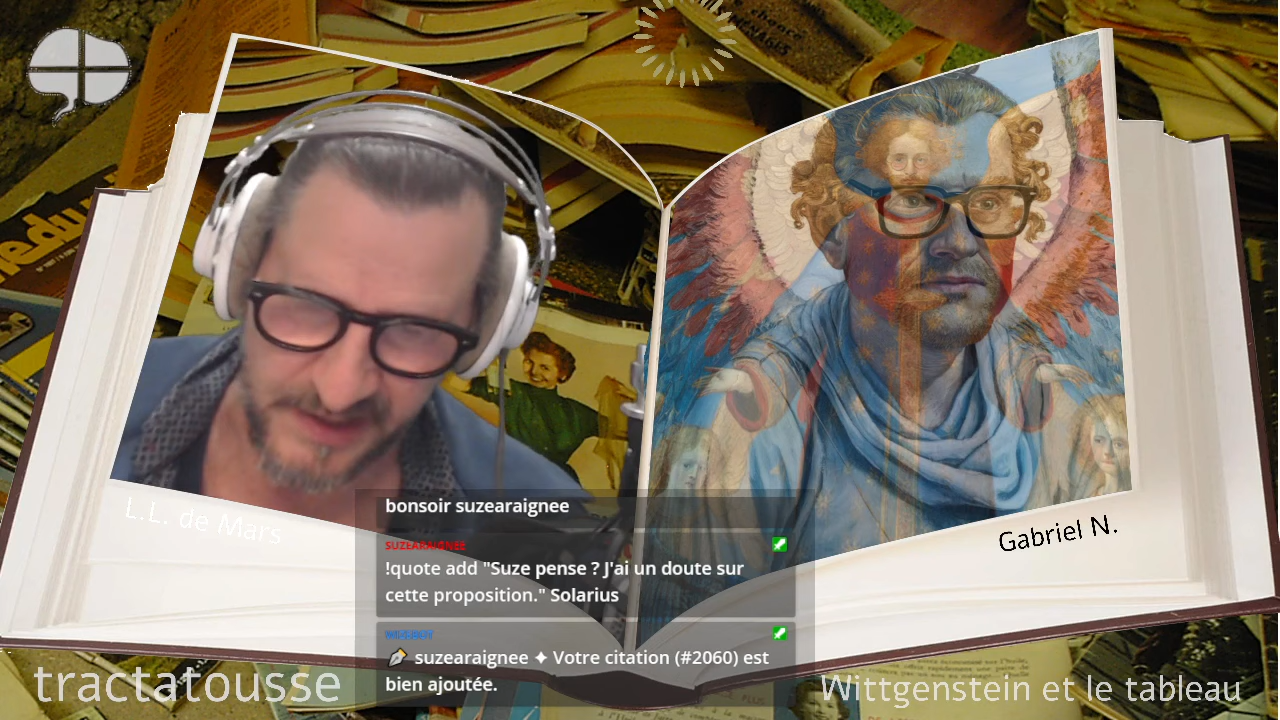 L.L. de Mars
Gabriel N.
bonsoir suzearaignee
SUZEARAIGNEE
!quote add "Suze pense ? J'ai un doute sur
cette proposition." Solarius
WIZEBOT
suzearaignee ✦ Votre citation (#2060) est
bien ajoutée.
tractatousse
Wittgenstein et le tableau